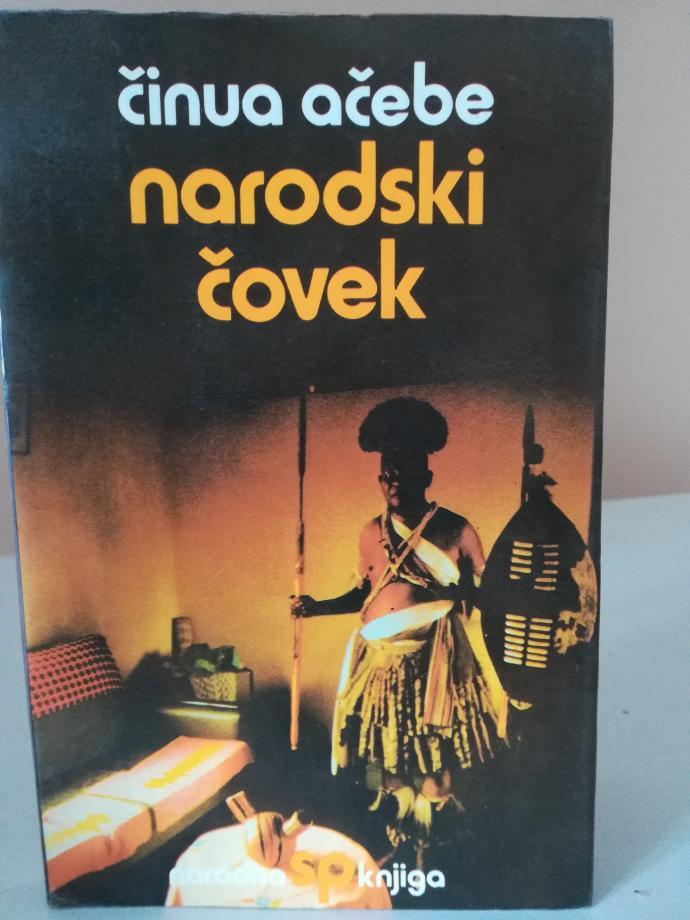 činua ačebe
narodski
čovek
narodna sp knjiga